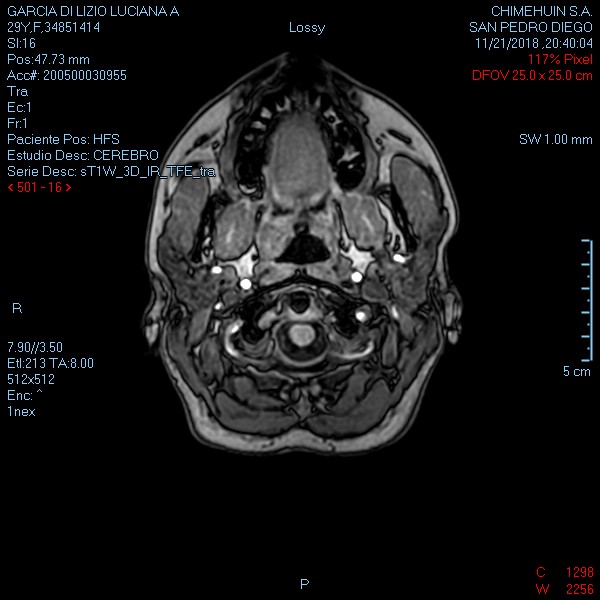 GARCIA DI LIZIO LUCIANA A
29Y,F,34851414
Sl:16
Pos:47.73 mm
Acc#: 200500030955
Tra
Ec:1
Fr:1
Paciente Pos: HFS
Estudio Desc: CEREBRO
Serie Desc: sT1W_3D_IR_TFE_tra
< 501 - 16 >
Lossy
CHIMEHUIN S.A.
SAN PEDRO DIEGO
11/21/2018 ,20:40:04
117% Pixel
DFOV 25.0 x 25.0 cm
SW 1.00 mm
R
7.90//3.50
Etl:213 TA:8.00
512x512
Enc: ^
1nex
5 cm
P
C 1298
W 2256